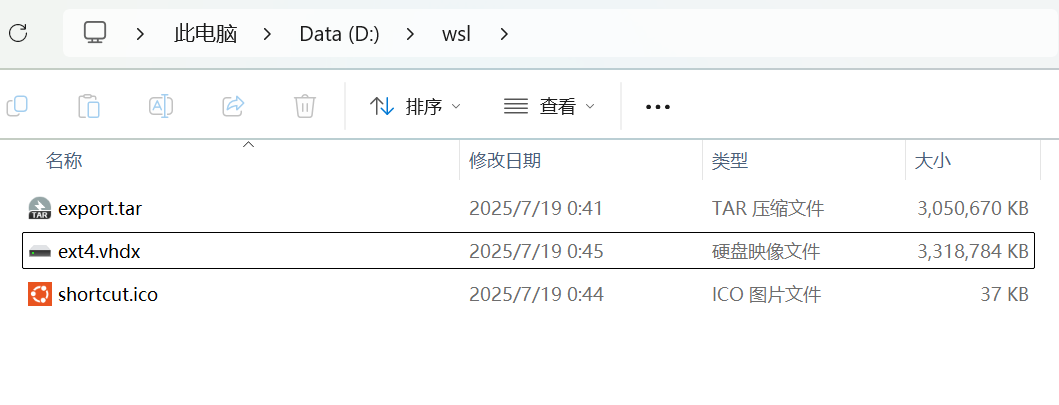 此电脑 > Data (D:) > wsl >
排序 查看 •••
名称 修改日期 类型 大小
TAR
export.tar 2025/7/19 0:41 TAR 压缩文件 3,050,670 KB
ext4.vhdx 2025/7/19 0:45 硬盘映像文件 3,318,784 KB
shortcut.ico 2025/7/19 0:44 ICO 图片文件 37 KB